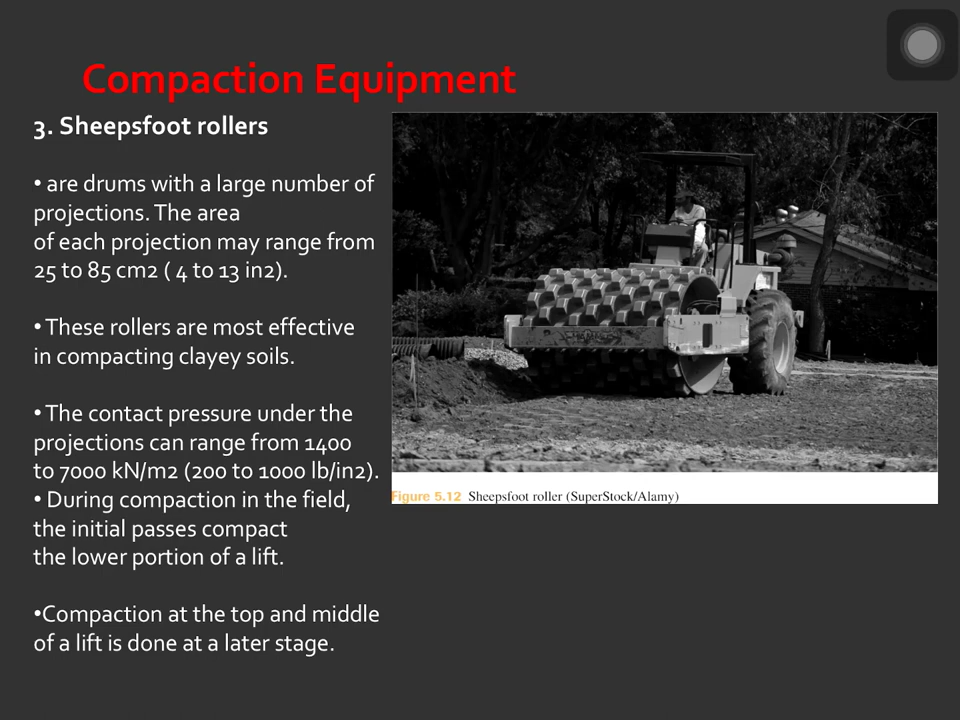 Compaction Equipment
3. Sheepsfoot rollers
• are drums with a large number of
projections. The area
of each projection may range from
25 to 85 cm2 ( 4 to 13 in2).
• These rollers are most effective
in compacting clayey soils.
• The contact pressure under the
projections can range from 1400
to 7000 kN/m2 (200 to 1000 lb/in2).
• During compaction in the field,
the initial passes compact
the lower portion of a lift.
•Compaction at the top and middle
of a lift is done at a later stage.
Figure 5.12 Sheepsfoot roller (SuperStock/Alamy)